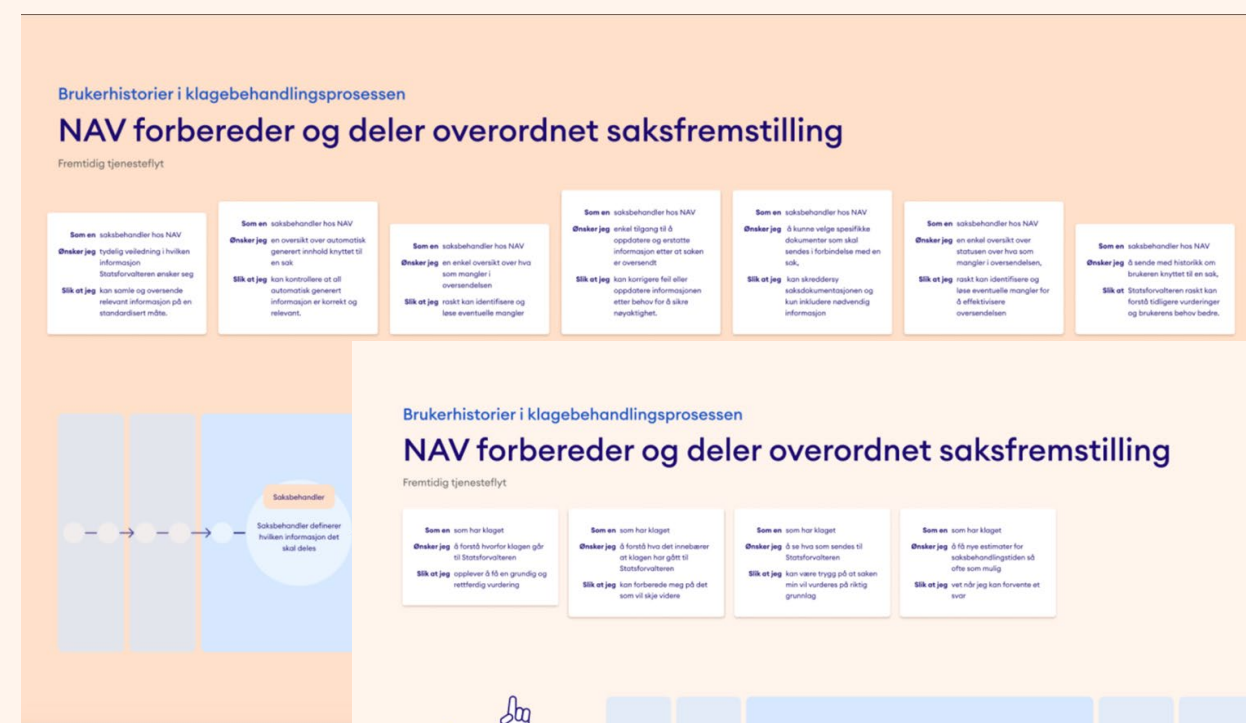 Brukerhistorier i klagebehandlingsprosessen
NAV forbereder og deler overordnet saksfremstilling
Fremtidig tjenesteflyt
Som en saksbehandler hos NAV
Ønsker jeg tydelig veiledning i hvilken
informasjon
Statsforvalteren ønsker seg
Slik at jeg kan samle og oversende
relevant informasjon på en
standardisert måte.
Som en saksbehandler hos NAV
Ønsker jeg en oversikt over automatisk
generert innhold knyttet til
en sak
Slik at jeg kan kontrollere at all
automatisk generert
informasjon er korrekt og
relevant.
Som en saksbehandler hos NAV
Ønsker jeg en enkel oversikt over hva
som mangler i
oversendelsen
Slik at jeg raskt kan identifisere og
løse eventuelle mangler
Som en saksbehandler hos NAV
Ønsker jeg enkel tilgang til å
oppdatere og erstatte
informasjon etter at saken
er oversendt
Slik at jeg kan korrigere feil eller
oppdatere informasjonen
etter behov for å sikre
nøyaktighet.
Som en saksbehandler hos NAV
Ønsker jeg å kunne velge spesifikke
dokumenter som skal
sendes i forbindelse med en
sak,
Slik at jeg kan skreddersy
saksdokumentasjonen og
kun inkludere nødvendig
informasjon
Som en saksbehandler hos NAV
Ønsker jeg en enkel oversikt over
statusen over hva som
mangler i oversendelsen,
Slik at jeg raskt kan identifisere og
løse eventuelle mangler for
å effektivisere
oversendelsen
Som en saksbehandler hos NAV
Ønsker jeg å sende med historikk om
brukeren knyttet til en sak,
Slik at Statsforvalteren raskt kan
forstå tidligere vurderinger
og brukerens behov bedre.
Saksbehandler
Saksbehandler definerer
hvilken informasjon det
skal deles
Brukerhistorier i klagebehandlingsprosessen
NAV forbereder og deler overordnet saksfremstilling
Fremtidig tjenesteflyt
Som en som har klaget
Ønsker jeg å forstå hvorfor klagen går
til Statsforvalteren
Slik at jeg opplever å få en grundig og
rettferdig vurdering
Som en som har klaget
Ønsker jeg å forstå hva det innebærer
at klagen har gått til
Statsforvalteren
Slik at jeg kan forberede meg på det
som vil skje videre
Som en som har klaget
Ønsker jeg å se hva som sendes til
Statsforvalteren
Slik at jeg kan være trygg på at saken
min vil vurderes på riktig
grunnlag
Som en som har klaget
Ønsker jeg å få nye estimater for
saksbehandlingstiden så
ofte som mulig
Slik at jeg vet når jeg kan forvente et
svar